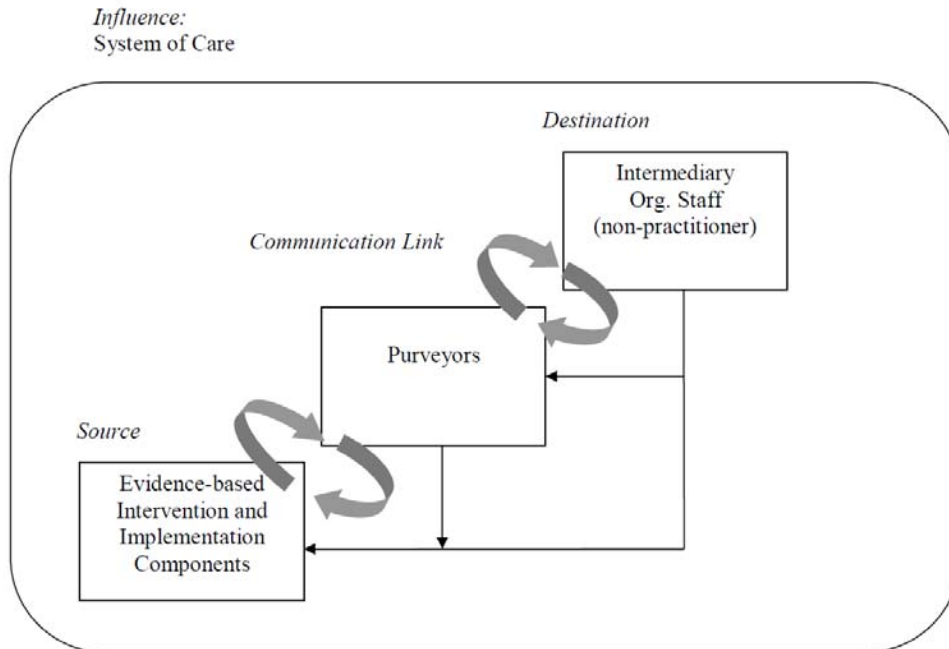 Influence:
System of Care
Destination
Intermediary
Org. Staff
(non-practitioner)
Communication Link
Purveyors
Source
Evidence-based
Intervention and
Implementation
Components